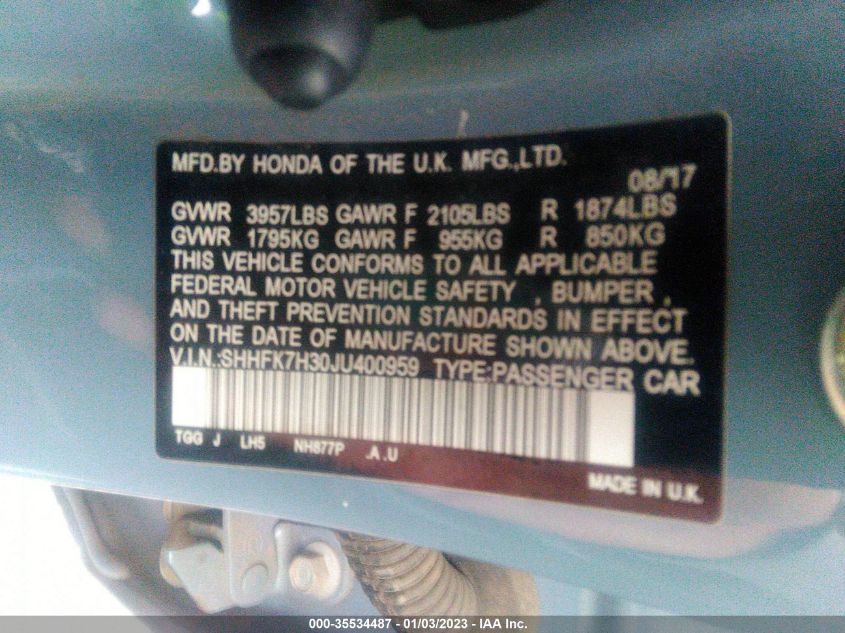 MFD.BY HONDA OF THE U.K. MFG.,LTD.
08/17
GVWR 3957LBS GAWR F 2105LBS R 1874LBS
GVWR 1795KG GAWR F 955KG R 850KG
THIS VEHICLE CONFORMS TO ALL APPLICABLE
FEDERAL MOTOR VEHICLE SAFETY , BUMPER ,
AND THEFT PREVENTION STANDARDS IN EFFECT
ON THE DATE OF MANUFACTURE SHOWN ABOVE.
V.I.N.:SHHFK7H30JU400959 TYPE:PASSENGER CAR
TGG J LH5 NH877P .A .U
MADE IN U.K.
000-35534487 - 01/03/2023 - IAA Inc.